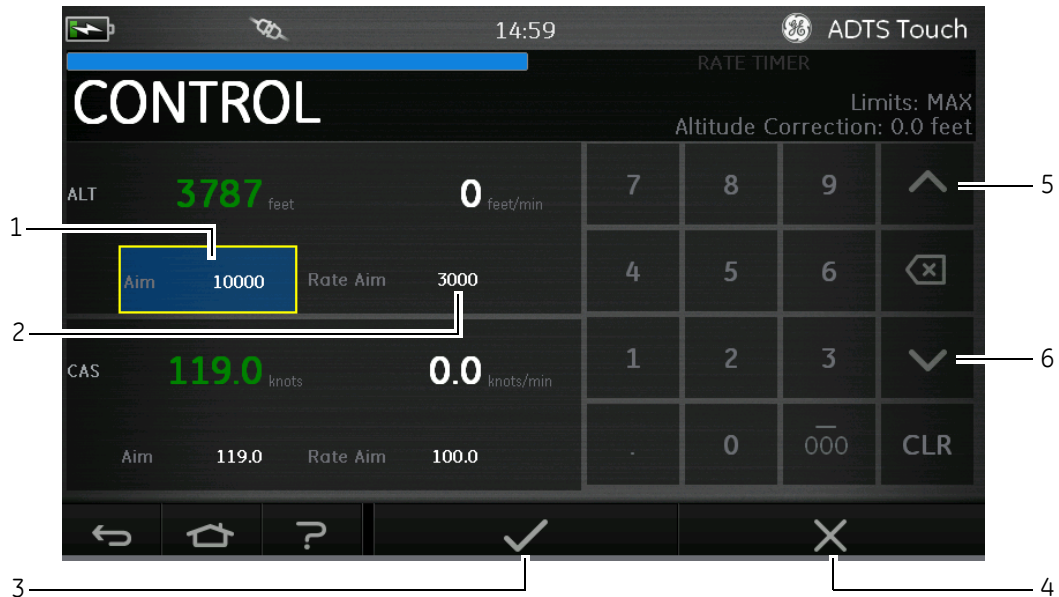 14:59 GE ADTS Touch
RATE TIMER
CONTROL
Limits: MAX
Altitude Correction: 0.0 feet
ALT 3787 feet 0 feet/min
Aim 10000 Rate Aim 3000
CAS 119.0 knots 0.0 knots/min
Aim 119.0 Rate Aim 100.0
7 8 9
4 5 6
1 2 3
. 0 000 CLR
?
1
2
3
4
5
6